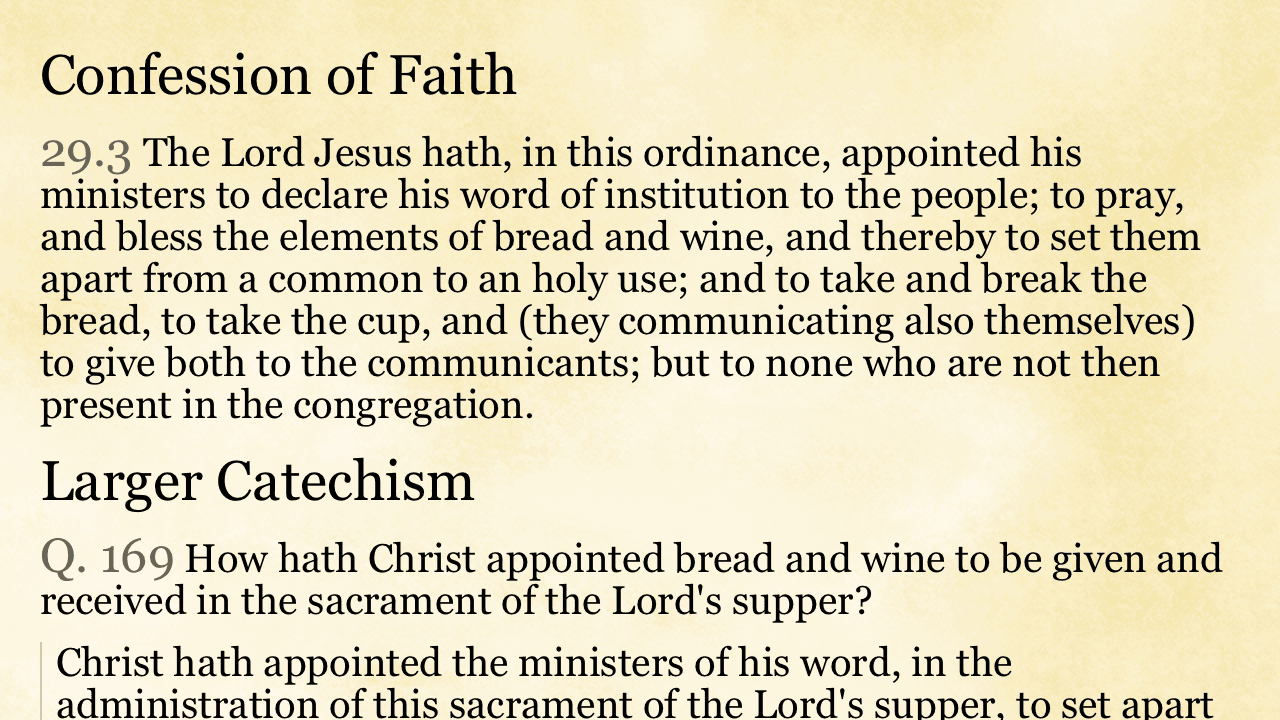 Confession of Faith
29.3 The Lord Jesus hath, in this ordinance, appointed his
ministers to declare his word of institution to the people; to pray,
and bless the elements of bread and wine, and thereby to set them
apart from a common to an holy use; and to take and break the
bread, to take the cup, and (they communicating also themselves)
to give both to the communicants; but to none who are not then
present in the congregation.
Larger Catechism
Q. 169 How hath Christ appointed bread and wine to be given and
received in the sacrament of the Lord's supper?
Christ hath appointed the ministers of his word, in the
administration of this sacrament of the Lord's supper, to set apart